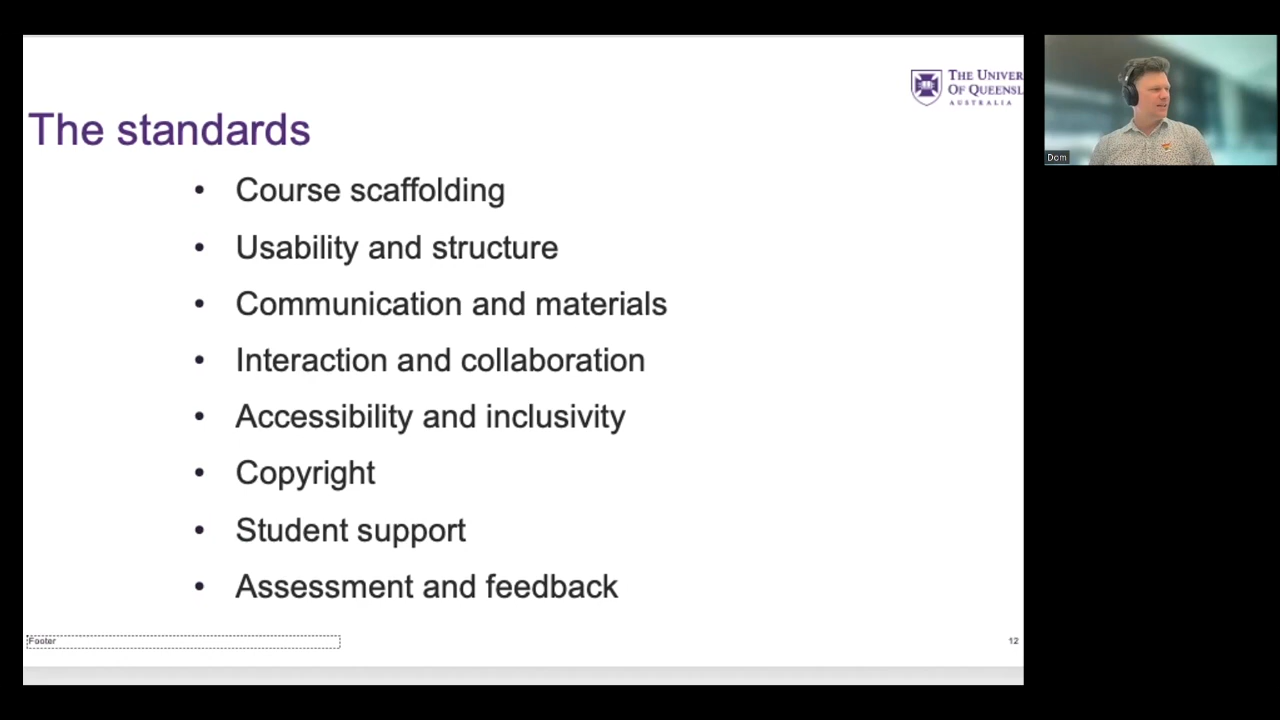 THE UNIVER
OF QUEENSL
AUSTRALIA
The standards
• Course scaffolding
• Usability and structure
• Communication and materials
• Interaction and collaboration
• Accessibility and inclusivity
• Copyright
• Student support
• Assessment and feedback
Footer
12
Dom